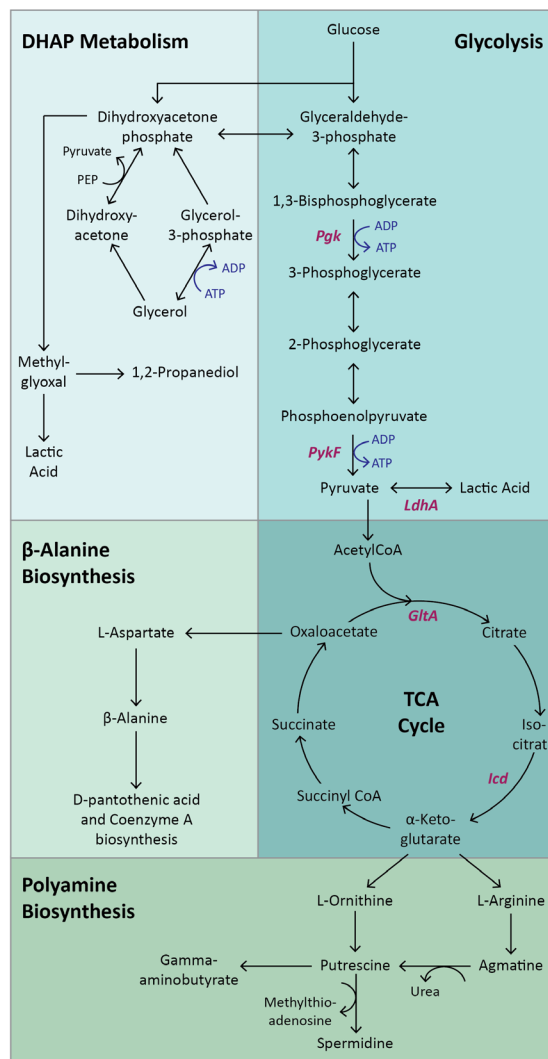 DHAP Metabolism
Glucose
Glycolysis
Dihydroxyacetone
phosphate
Glyceraldehyde-
3-phosphate
Pyruvate
PEP
Dihydroxy-
acetone
Glycerol-
3-phosphate
ADP
ATP
Glycerol
1,3-Bisphosphoglycerate
Pgk
ADP
ATP
3-Phosphoglycerate
2-Phosphoglycerate
Methyl-
glyoxal
1,2-Propanediol
Lactic
Acid
Phosphoenolpyruvate
PykF
ADP
ATP
Pyruvate
Lactic Acid
LdhA
β-Alanine
Biosynthesis
AcetylCoA
GltA
L-Aspartate
Oxaloacetate
Citrate
TCA
Cycle
β-Alanine
Succinate
Iso-
citrat
Icd
Succinyl CoA
D-pantothenic acid
and Coenzyme A
biosynthesis
α-Keto-
glutarate
Polyamine
Biosynthesis
L-Ornithine
L-Arginine
Gamma-
aminobutyrate
Putrescine
Agmatine
Urea
Methylthio-
adenosine
Spermidine